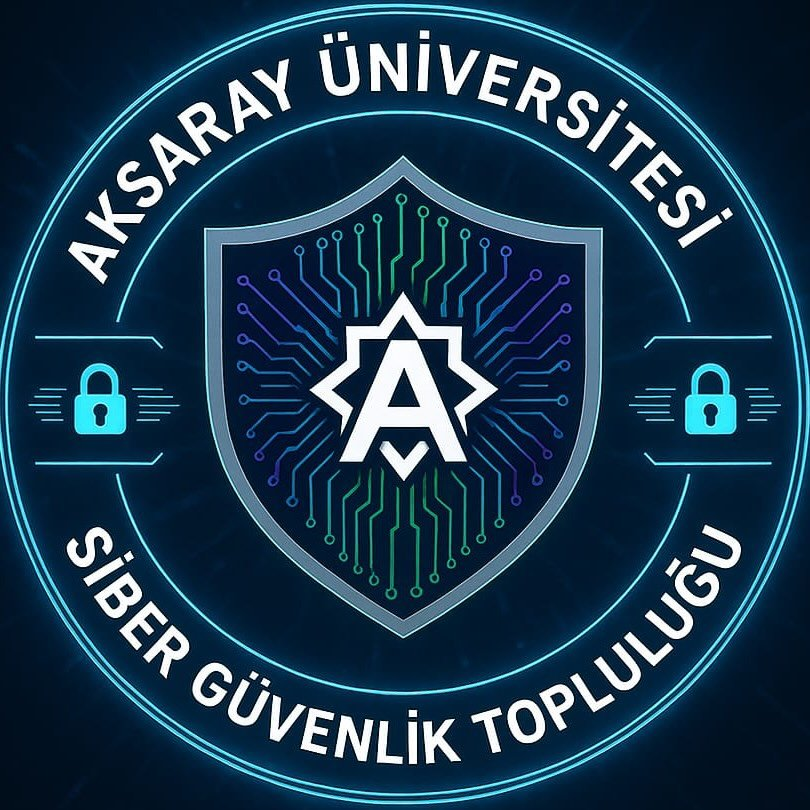 AKSARAY ÜNİVERSİTESİ
A
SİBER GÜVENLİK TOPLULUĞU